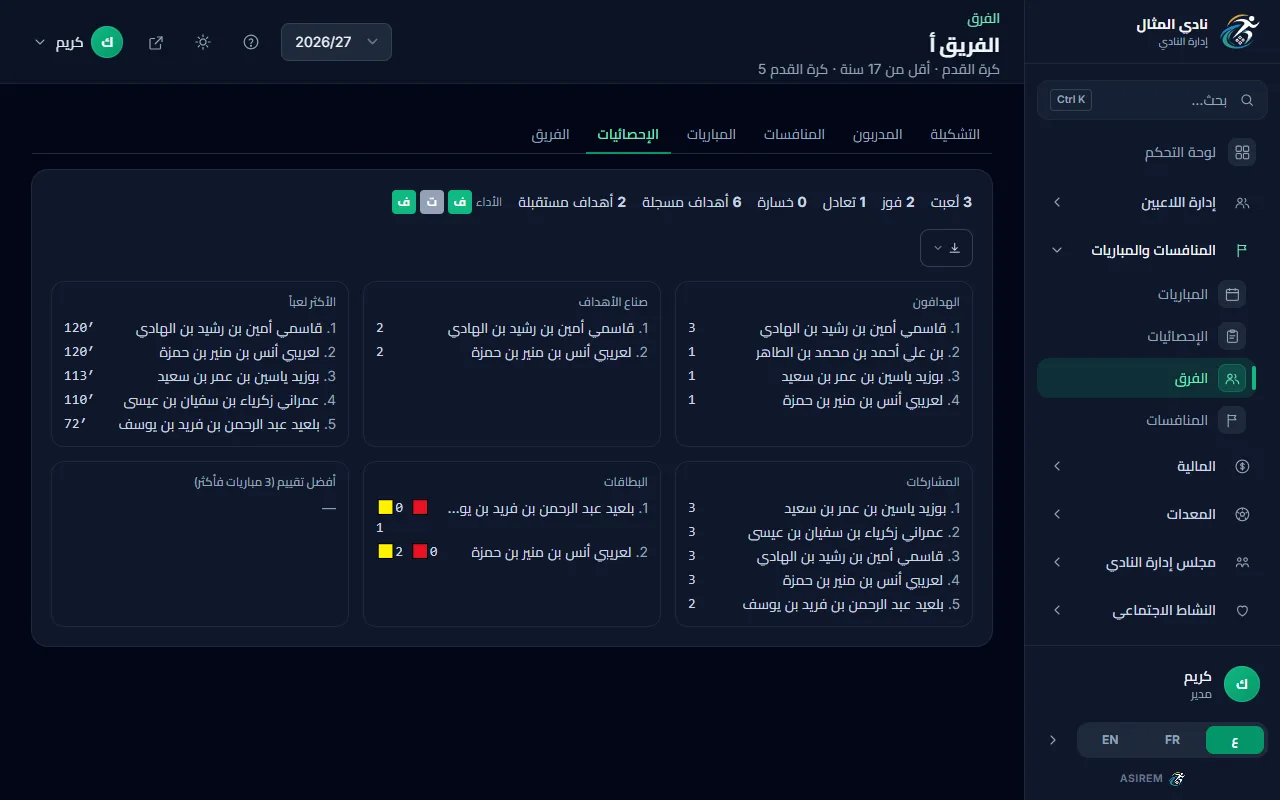 نادي المثال
إدارة النادي
بحث...
Ctrl K
لوحة التحكم
إدارة اللاعبين
المنافسات والمباريات
المباريات
الإحصائيات
الفرق
المنافسات
المالية
المعدات
مجلس إدارة النادي
النشاط الاجتماعي
ك
كريم
مدير
ع
FR
EN
ASIREM
الفرق
الفريق أ
كرة القدم · أقل من 17 سنة · كرة القدم 5
2026/27
ك
كريم
التشكيلة
المدربون
المنافسات
المباريات
الإحصائيات
الفريق
3 لعبت 2 فوز 1 تعادل 0 خسارة 6 أهداف مسجلة 2 أهداف مستقبلة الأداء ف ت ف
الهدافون
1. قاسمي أمين بن رشيد بن الهادي 3
2. بن علي أحمد بن محمد بن الطاهر 1
3. بوزيد ياسين بن عمر بن سعيد 1
4. لعريبي أنس بن منير بن حمزة 1
صناع الأهداف
1. قاسمي أمين بن رشيد بن الهادي 2
2. لعريبي أنس بن منير بن حمزة 2
الأكثر لعباً
1. قاسمي أمين بن رشيد بن الهادي 120′
2. لعريبي أنس بن منير بن حمزة 120′
3. بوزيد ياسين بن عمر بن سعيد 113′
4. عمراني زكرياء بن سفيان بن عيسى 110′
5. بلعيد عبد الرحمن بن فريد بن يوسف 72′
المشاركات
1. بوزيد ياسين بن عمر بن سعيد 3
2. عمراني زكرياء بن سفيان بن عيسى 3
3. قاسمي أمين بن رشيد بن الهادي 3
4. لعريبي أنس بن منير بن حمزة 3
5. بلعيد عبد الرحمن بن فريد بن يوسف 2
البطاقات
1. بلعيد عبد الرحمن بن فريد بن يو... 0
1
2. لعريبي أنس بن منير بن حمزة 2 0
أفضل تقييم (3 مباريات فأكثر)
—